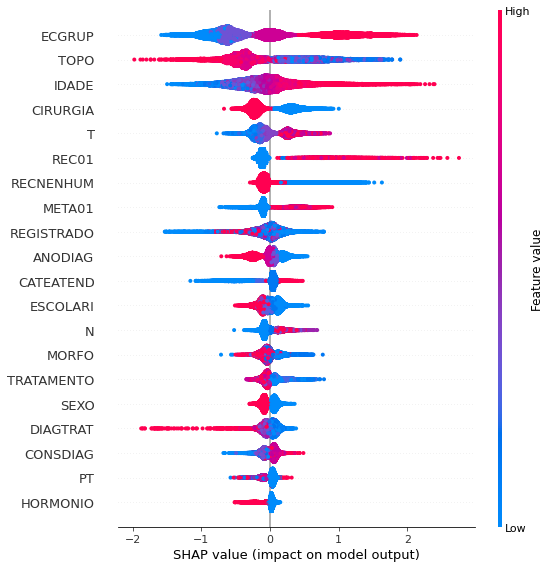 High
ECGRUP
TOPO
IDADE
CIRURGIA
T
REC01
RECNENHUM
META01
REGISTRADO
ANODIAG
CATEATEND
ESCOLARI
N
MORFO
TRATAMENTO
SEXO
DIAGTRAT
CONSDIAG
PT
HORMONIO
Feature value
Low
−2 −1 0 1 2
SHAP value (impact on model output)